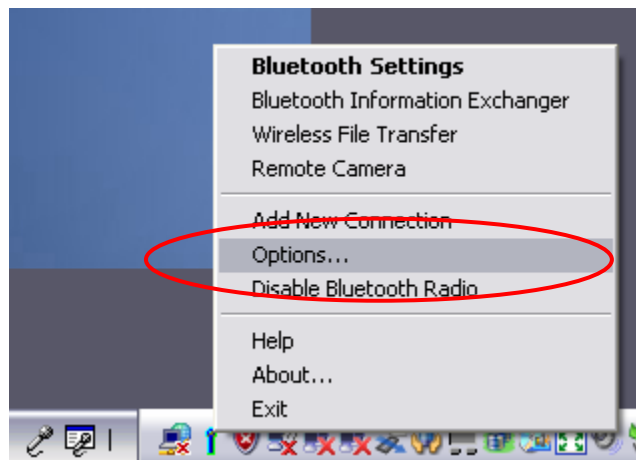 Bluetooth Settings
Bluetooth Information Exchanger
Wireless File Transfer
Remote Camera
Add New Connection
Options...
Disable Bluetooth Radio
Help
About...
Exit